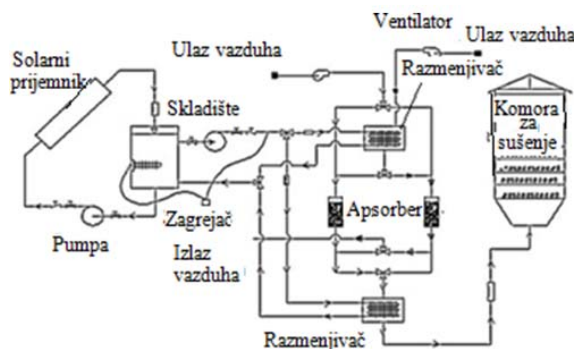 Ventilator
Ulaz vazduha
Ulaz vazduha
Razmenjivač
Solarni
prijemnik
Skladište
Komora
za
sušenje
Apsorber
Zagrejač
Pumpa
Izlaz
vazduha
Razmenjivač